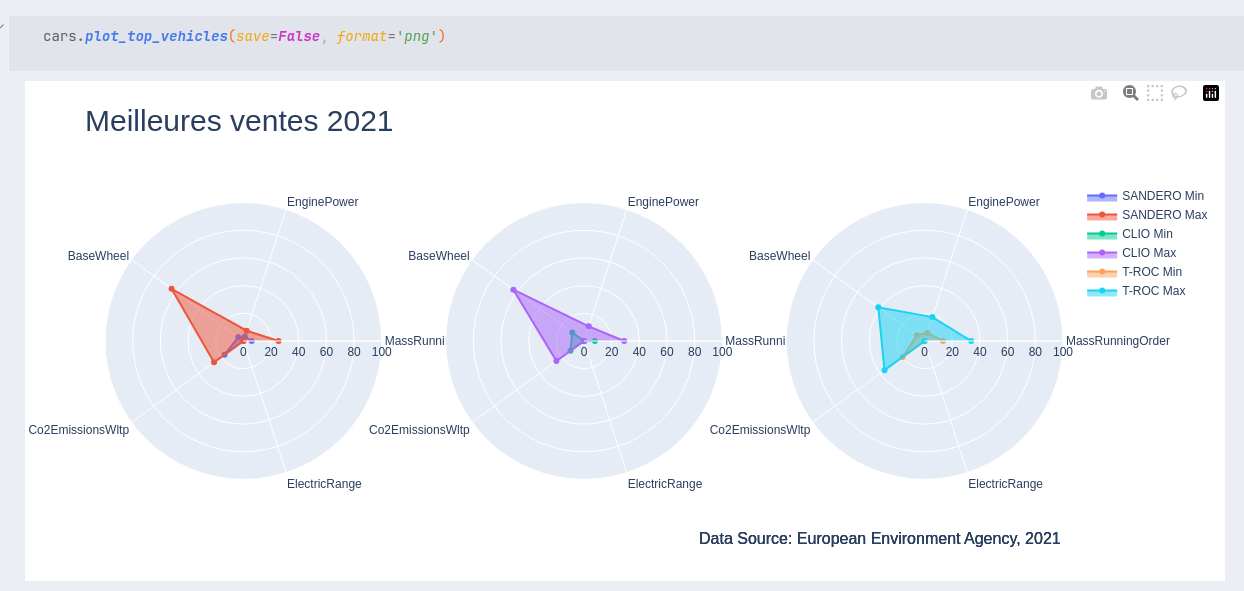 cars.plot_top_vehicles(save=False, format='png')
Meilleures ventes 2021
EnginePower
BaseWheel
MassRunni
0 20 40 60 80 100
Co2EmissionsWltp
ElectricRange
EnginePower
BaseWheel
MassRunni
0 20 40 60 80 100
Co2EmissionsWltp
ElectricRange
EnginePower
BaseWheel
MassRunningOrder
0 20 40 60 80 100
Co2EmissionsWltp
ElectricRange
SANDERO Min
SANDERO Max
CLIO Min
CLIO Max
T-ROC Min
T-ROC Max
Data Source: European Environment Agency, 2021